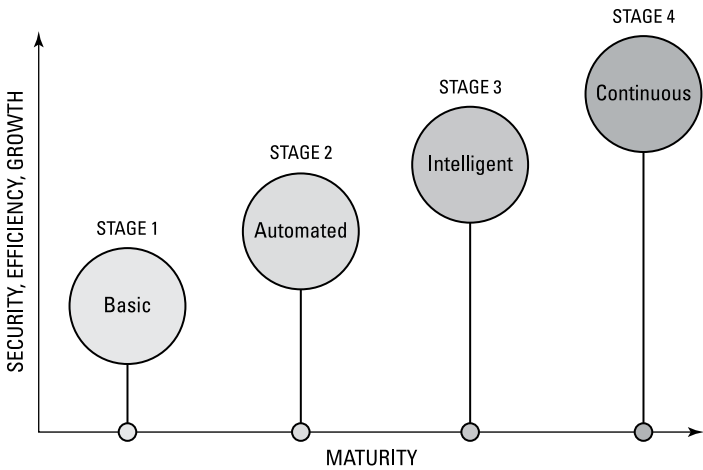 STAGE 4
Continuous
STAGE 3
Intelligent
STAGE 2
Automated
STAGE 1
Basic
SECURITY, EFFICIENCY, GROWTH
MATURITY